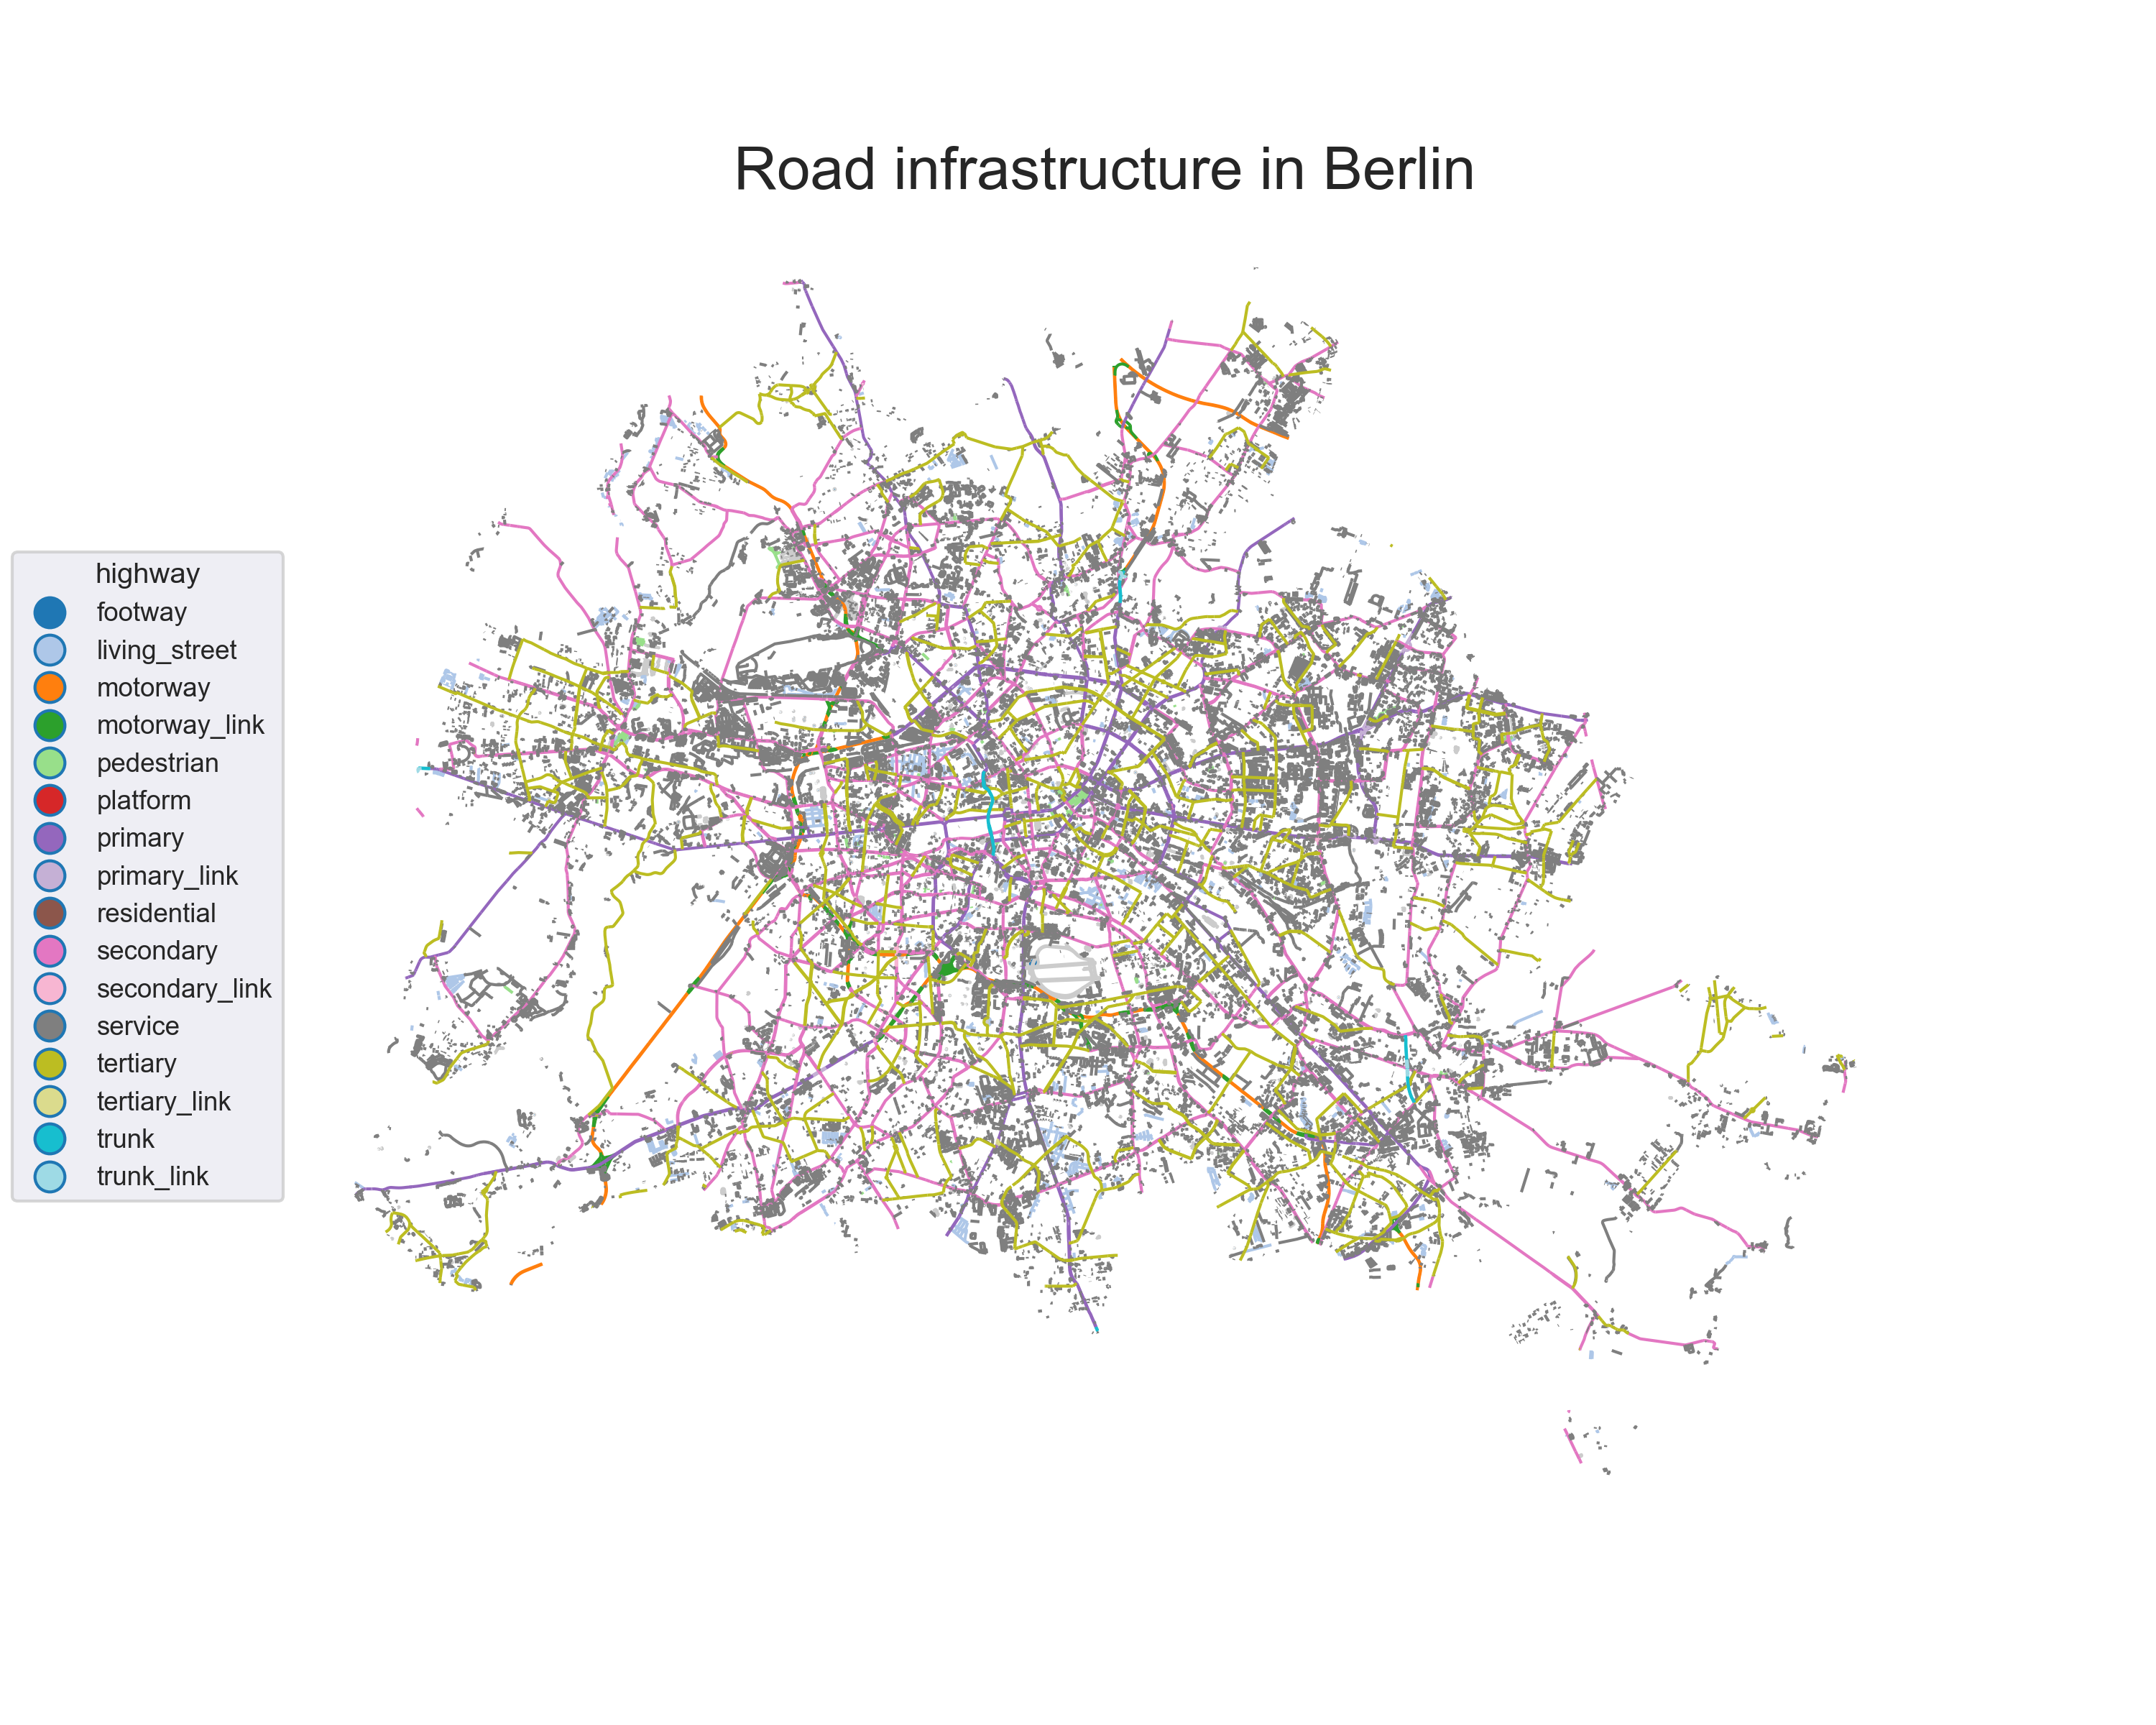 Road infrastructure in Berlin
highway
footway
living_street
motorway
motorway_link
pedestrian
platform
primary
primary_link
residential
secondary
secondary_link
service
tertiary
tertiary_link
trunk
trunk_link